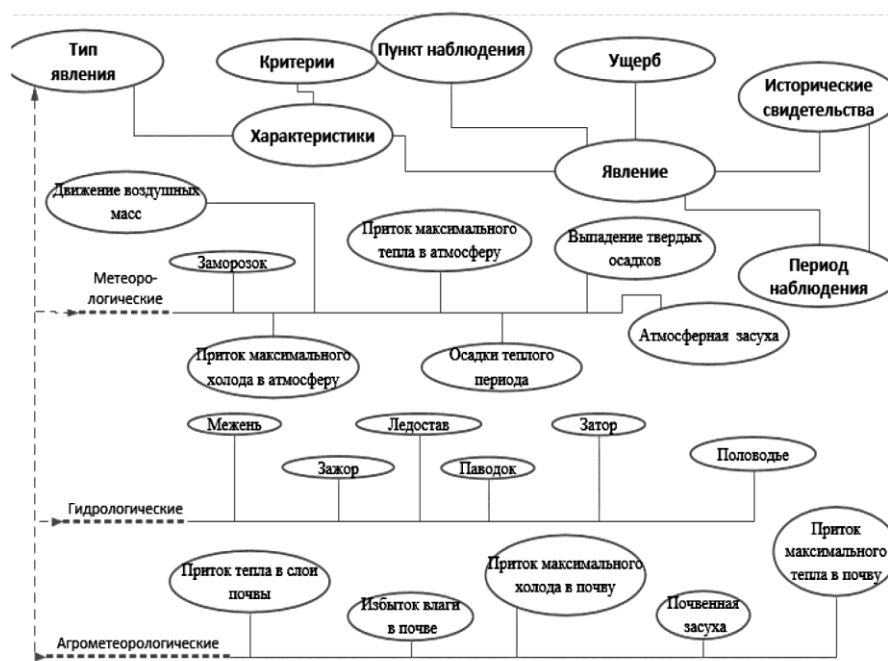 Тип
явления
Критерии
Пункт наблюдения
Ущерб
Исторические
свидетельства
Характеристики
Явление
Движение воздушных
масс
Приток максимального
тепла в атмосферу
Выпадение твердых
осадков
Период
наблюдения
Заморозок
Метеоро-
логические
Атмосферная засуха
Приток максимального
холода в атмосферу
Осадки теплого
периода
Межень
Ледостав
Затор
Зажор
Паводок
Половодье
Гидрологические
Приток
максимального
тепла в почву
Приток тепла в слои
почвы
Приток максимального
холода в почву
Избыток влаги
в почве
Почвенная
засуха
Агрометеорологические